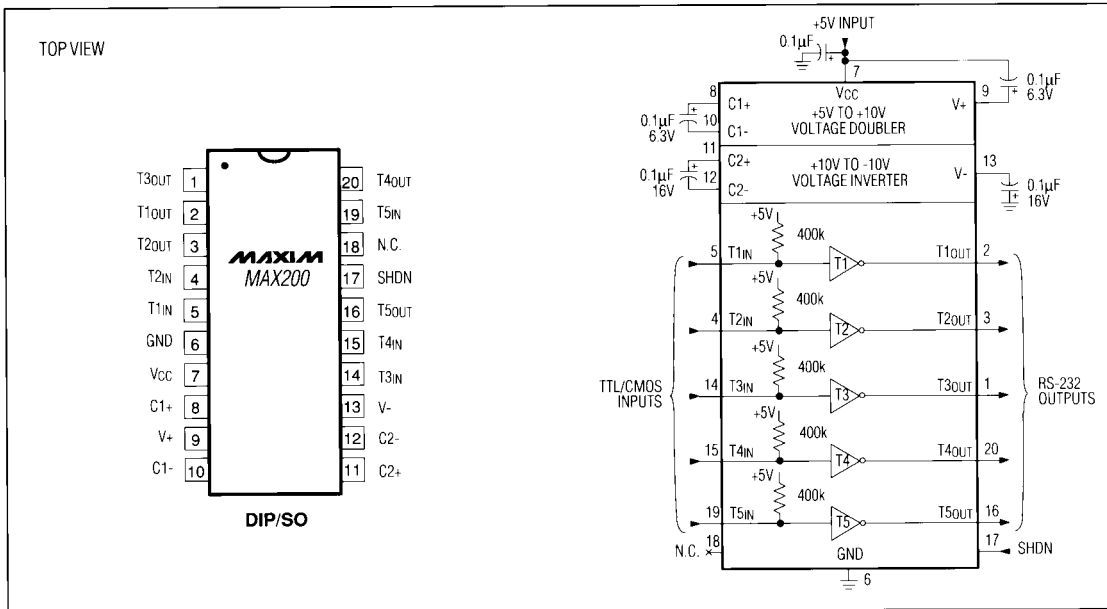 TOP VIEW
T3OUT 1
T1OUT 2
T2OUT 3
T2IN 4
T1IN 5
GND 6
VCC 7
C1+ 8
V+ 9
C1- 10
MAXIM
MAX200
20 T4OUT
19 T5IN
18 N.C.
17 SHDN
16 T5OUT
15 T4IN
14 T3IN
13 V-
12 C2-
11 C2+
DIP/SO
+5V INPUT
0.1µF
+
7
VCC
8 C1+
0.1µF
6.3V
+
10 C1-
+5V TO +10V
VOLTAGE DOUBLER
V+ 9
0.1µF
6.3V
+
11 C2+
0.1µF
16V
+
12 C2-
+10V TO -10V
VOLTAGE INVERTER
V- 13
0.1µF
16V
+
+5V
400k
5 T1IN T1 T1OUT 2
+5V
400k
4 T2IN T2 T2OUT 3
+5V
400k
14 T3IN T3 T3OUT 1
+5V
400k
15 T4IN T4 T4OUT 20
+5V
400k
19 T5IN T5 T5OUT 16
TTL/CMOS
INPUTS
RS-232
OUTPUTS
N.C. 18
GND
17 SHDN
6